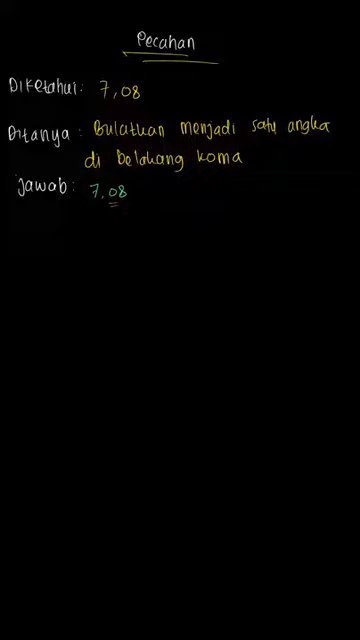 Pecahan
Diketahui: 7,08
Ditanya: Bulatkan menjadi satu angka
di belakang koma
Jawab: 7,08